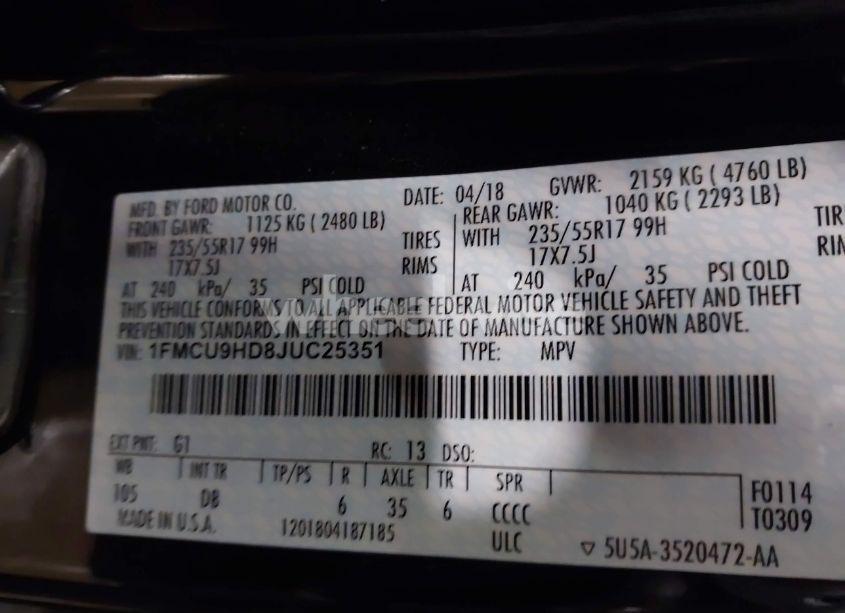 MFD. BY FORD MOTOR CO. DATE: 04/18 GVWR: 2159 KG ( 4760 LB)
FRONT GAWR: 1125 KG ( 2480 LB) REAR GAWR: 1040 KG ( 2293 LB)
WITH 235/55R17 99H TIRES WITH 235/55R17 99H
17X7.5J RIMS 17X7.5J
AT 240 kPa/ 35 PSI COLD AT 240 kPa/ 35 PSI COLD
THIS VEHICLE CONFORMS TO ALL APPLICABLE FEDERAL MOTOR VEHICLE SAFETY AND THEFT
PREVENTION STANDARDS IN EFFECT ON THE DATE OF MANUFACTURE SHOWN ABOVE.
VIN: 1FMCU9HD8JUC25351 TYPE: MPV
EXT PNT: G1 RC: 13 DSO:
WB INT TR TP/PS R AXLE TR SPR
105 D8 6 35 6 CCCC F0114
MADE IN U.S.A. 1201804187185 T0309
ULC ▽ 5U5A-3520472-AA